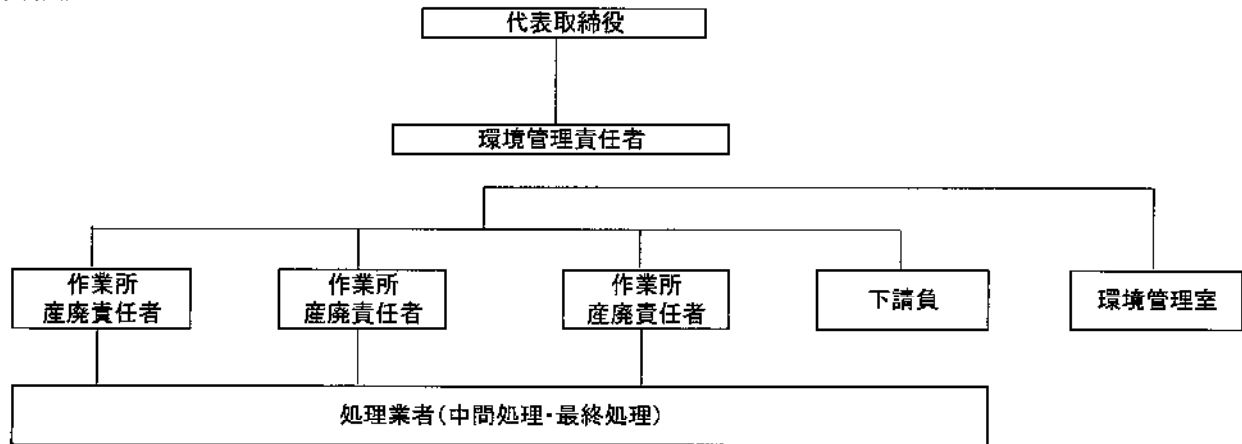 代表取締役
環境管理責任者
作業所
産廃責任者
作業所
産廃責任者
作業所
産廃責任者
下請負
環境管理室
処理業者(中間処理・最終処理)